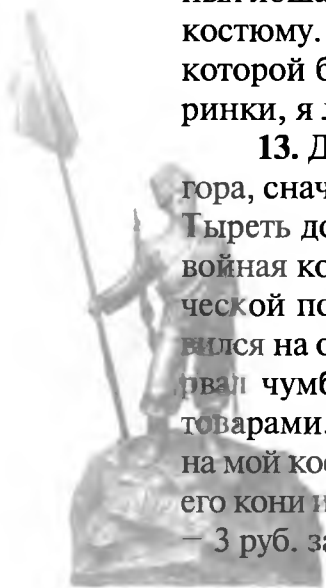 костюму.
которой б
ринки, я л
13. Д
гора, снач
Тыреть до
войная ко
ческой по
вился на о
рвал чумб
товарами.
на мой кос
его кони н
– 3 руб. за